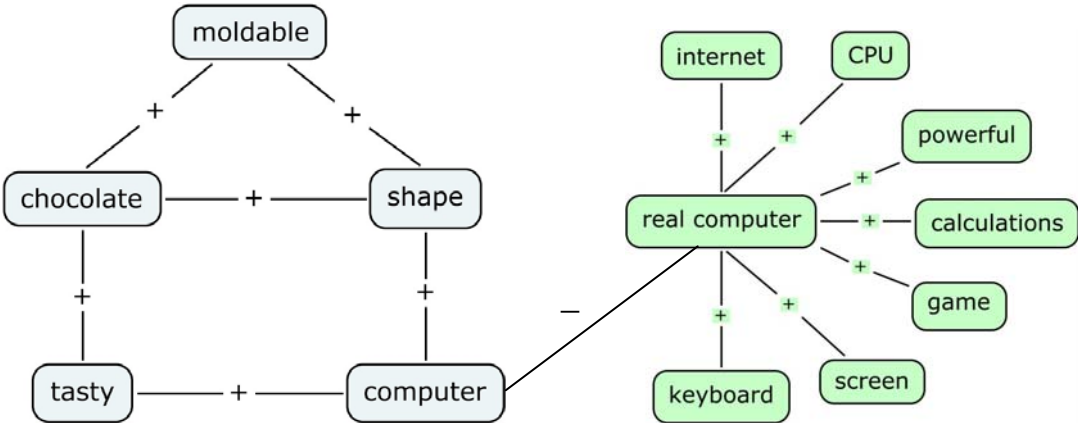 moldable
+
+
chocolate
+
shape
+
+
tasty
+
computer
−
internet
CPU
+
+
powerful
+
real computer
+
calculations
+
game
+
+
keyboard
screen